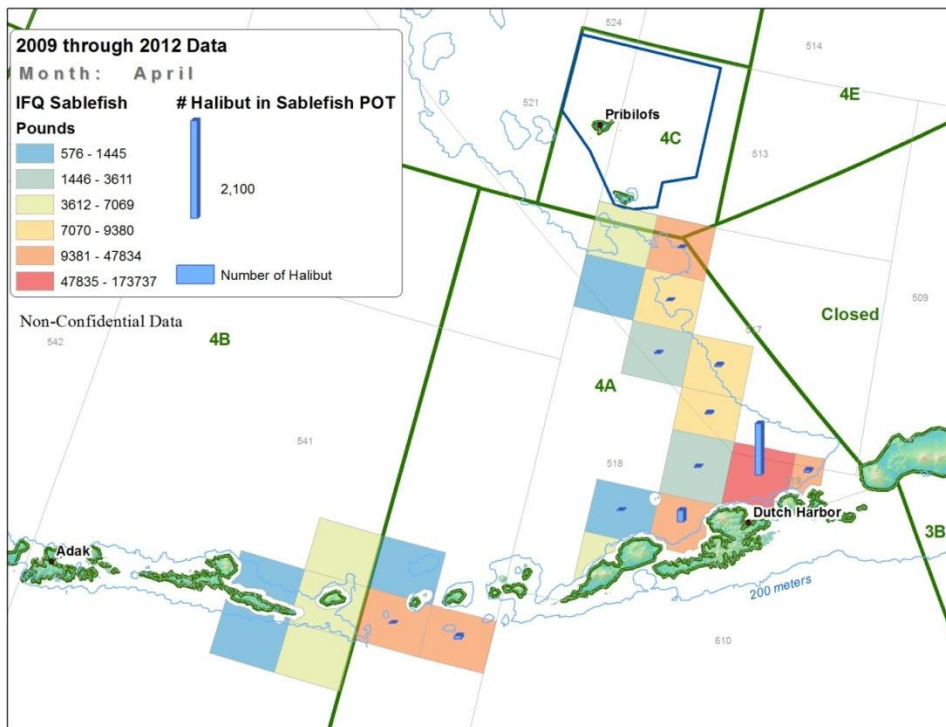 2009 through 2012 Data
Month: April
IFQ Sablefish
Pounds
576 - 1445
1446 - 3611
3612 - 7069
7070 - 9380
9381 - 47834
47835 - 173737
# Halibut in Sablefish POT
2,100
Number of Halibut
Non-Confidential Data
524
514
4E
521
Pribilofs
4C
513
509
Closed
517
542
4B
4A
541
518
519
Dutch Harbor
3B
Adak
200 meters
610